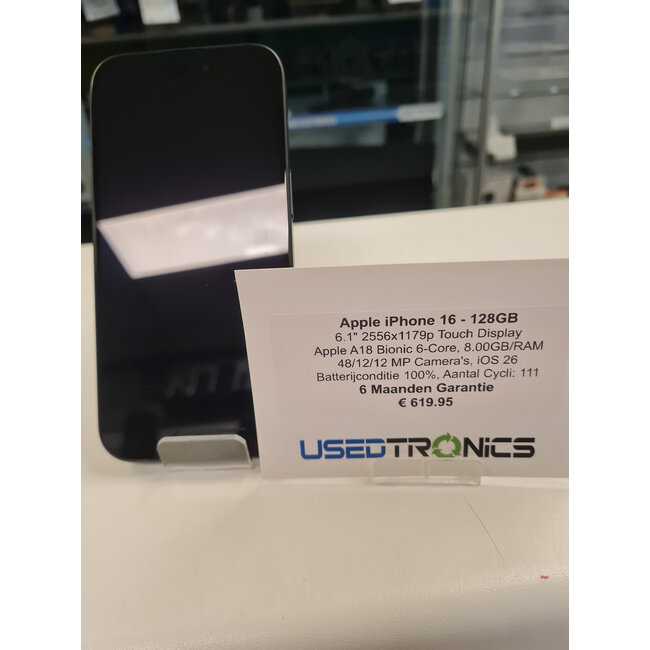 Apple iPhone 16 - 128GB
6.1" 2556x1179p Touch Display
Apple A18 Bionic 6-Core, 8.00GB/RAM
48/12/12 MP Camera's, iOS 26
Batterijconditie 100%, Aantal Cycli: 111
6 Maanden Garantie
€ 619.95
USEDTRONiCS